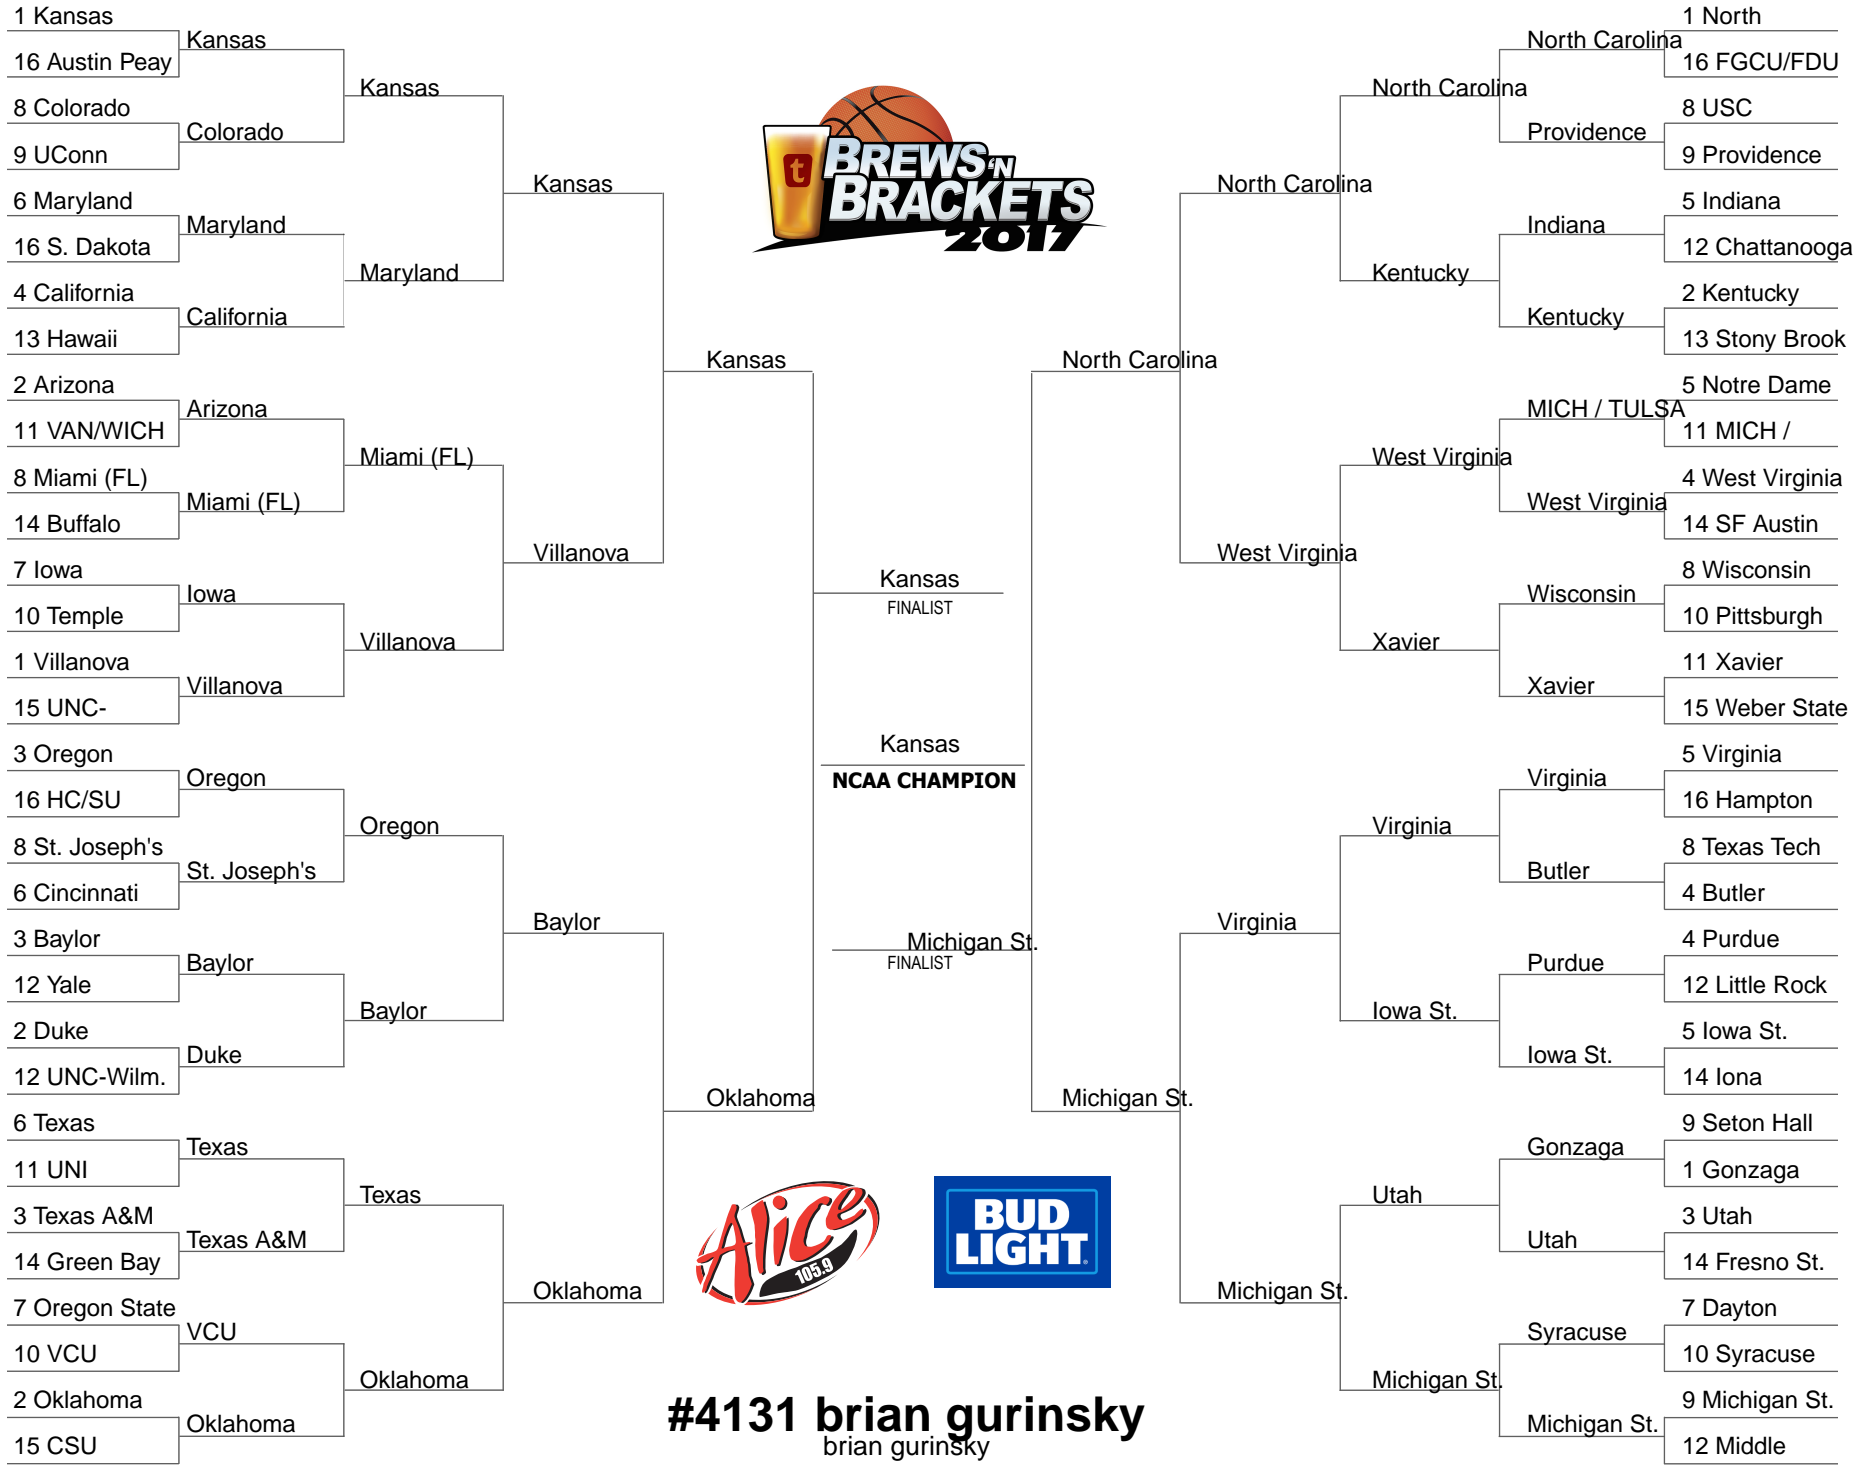 1 Kansas
16 Austin Peay
8 Colorado
9 UConn
6 Maryland
16 S. Dakota
4 California
13 Hawaii
2 Arizona
11 VAN/WICH
8 Miami (FL)
14 Buffalo
7 Iowa
10 Temple
1 Villanova
15 UNC-
3 Oregon
16 HC/SU
8 St. Joseph's
6 Cincinnati
3 Baylor
12 Yale
2 Duke
12 UNC-Wilm.
6 Texas
11 UNI
3 Texas A&M
14 Green Bay
7 Oregon State
10 VCU
2 Oklahoma
15 CSU
Kansas
Colorado
Maryland
California
Arizona
Miami (FL)
Iowa
Villanova
Oregon
St. Joseph's
Baylor
Duke
Texas
Texas A&M
VCU
Oklahoma
Kansas
Maryland
Miami (FL)
Villanova
Oregon
Baylor
Texas
Oklahoma
Kansas
Villanova
Baylor
Oklahoma
Kansas
Oklahoma
t
BREWS 'N
BRACKETS
2017
Kansas
FINALIST
Kansas
NCAA CHAMPION
Michigan St.
FINALIST
Alice
105.9
BUD
LIGHT
#4131 brian gurinsky
brian gurinsky
North Carolina
Michigan St.
North Carolina
West Virginia
Virginia
Michigan St.
North Carolina
Kentucky
West Virginia
Xavier
Virginia
Iowa St.
Utah
Michigan St.
North Carolina
Providence
Indiana
Kentucky
MICH / TULSA
West Virginia
Wisconsin
Xavier
Virginia
Butler
Purdue
Iowa St.
Gonzaga
Utah
Syracuse
Michigan St.
1 North
16 FGCU/FDU
8 USC
9 Providence
5 Indiana
12 Chattanooga
2 Kentucky
13 Stony Brook
5 Notre Dame
11 MICH /
4 West Virginia
14 SF Austin
8 Wisconsin
10 Pittsburgh
11 Xavier
15 Weber State
5 Virginia
16 Hampton
8 Texas Tech
4 Butler
4 Purdue
12 Little Rock
5 Iowa St.
14 Iona
9 Seton Hall
1 Gonzaga
3 Utah
14 Fresno St.
7 Dayton
10 Syracuse
9 Michigan St.
12 Middle